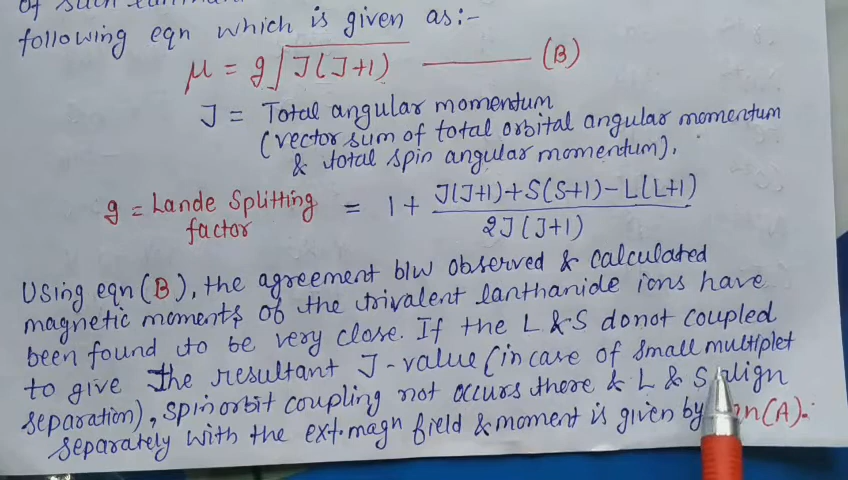 of such
following eqn which is given as:-
μ = g√J(J+1) ——— (B)
J = Total angular momentum
(vector sum of total orbital angular momentum
& total spin angular momentum).
g = Lande Splitting factor = 1 + J(J+1)+S(S+1)-L(L+1) / 2J(J+1)
Using eqn (B), the agreement b/w observed & calculated
magnetic moments of the trivalent lanthanide ions have
been found to be very close. If the L & S donot coupled
to give the resultant J-value (in case of small multiplet
separation), spin orbit coupling not occurs there & L & S align
separately with the ext. magn field & moment is given by (A).